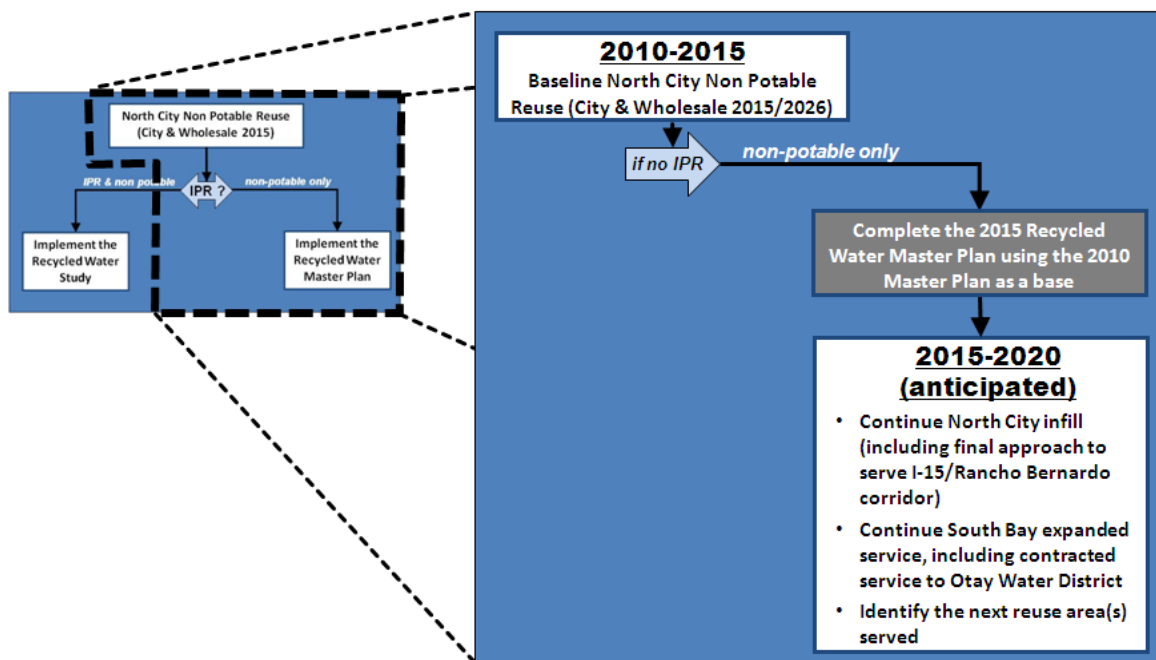 North City Non Potable Reuse
(City & Wholesale 2015)
IPR & non potable
IPR ?
non-potable only
Implement the
Recycled Water
Study
Implement the
Recycled Water
Master Plan
2010-2015
Baseline North City Non Potable
Reuse (City & Wholesale 2015/2026)
if no IPR
non-potable only
Complete the 2015 Recycled
Water Master Plan using the 2010
Master Plan as a base
2015-2020
(anticipated)
• Continue North City infill
(including final approach to
serve I-15/Rancho Bernardo
corridor)
• Continue South Bay expanded
service, including contracted
service to Otay Water District
• Identify the next reuse area(s)
served